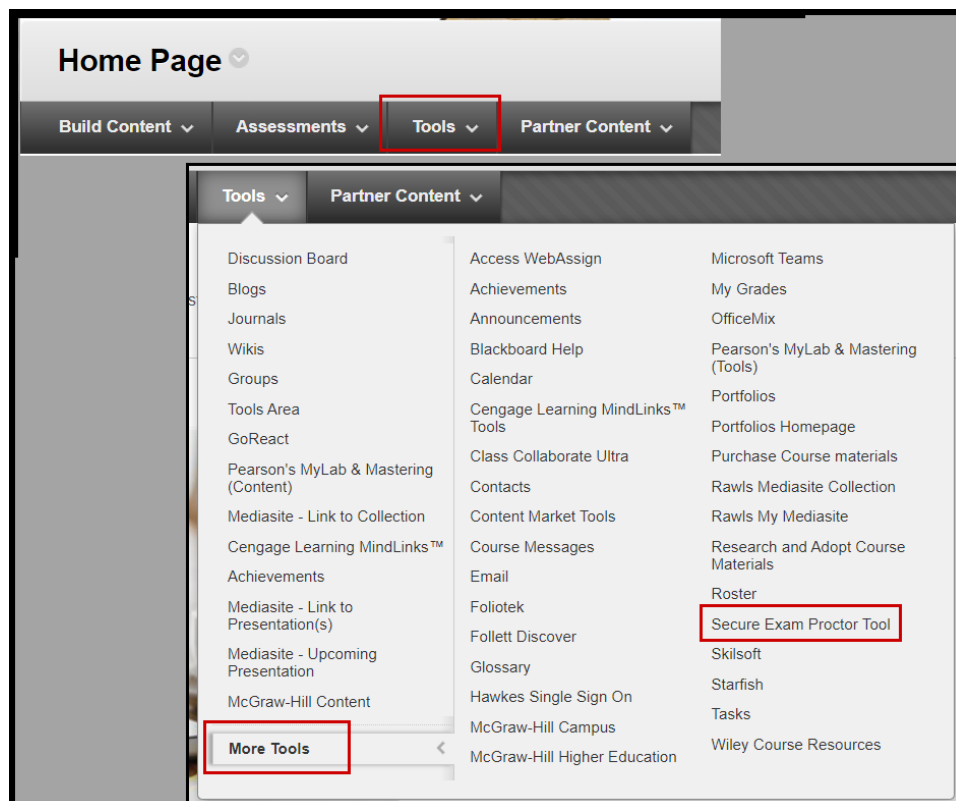 Home Page
Build Content
Assessments
Tools
Partner Content
Tools
Partner Content
Discussion Board
Blogs
Journals
Wikis
Groups
Tools Area
GoReact
Pearson's MyLab & Mastering
(Content)
Mediasite - Link to Collection
Cengage Learning MindLinks™
Achievements
Mediasite - Link to
Presentation(s)
Mediasite - Upcoming
Presentation
McGraw-Hill Content
More Tools
Access WebAssign
Achievements
Announcements
Blackboard Help
Calendar
Cengage Learning MindLinks™
Tools
Class Collaborate Ultra
Contacts
Content Market Tools
Course Messages
Email
Foliotek
Follett Discover
Glossary
Hawkes Single Sign On
McGraw-Hill Campus
McGraw-Hill Higher Education
Microsoft Teams
My Grades
OfficeMix
Pearson's MyLab & Mastering
(Tools)
Portfolios
Portfolios Homepage
Purchase Course materials
Rawls Mediasite Collection
Rawls My Mediasite
Research and Adopt Course
Materials
Roster
Secure Exam Proctor Tool
Skilsoft
Starfish
Tasks
Wiley Course Resources